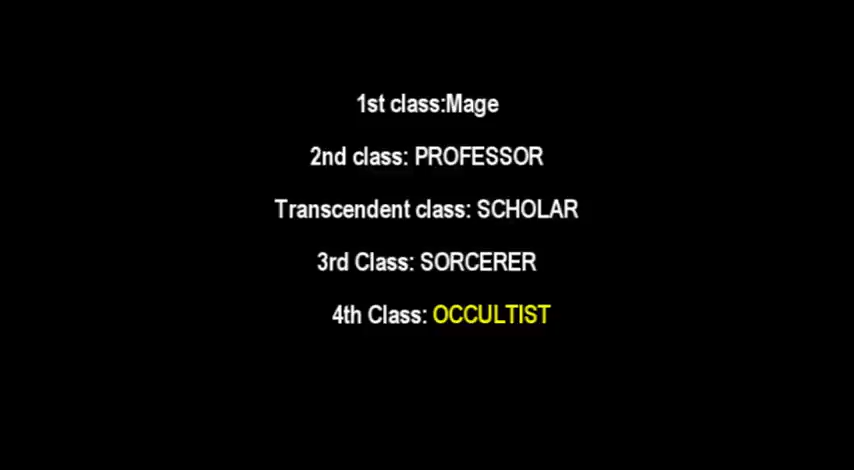 1st class:Mage
2nd class: PROFESSOR
Transcendent class: SCHOLAR
3rd Class: SORCERER
4th Class: OCCULTIST